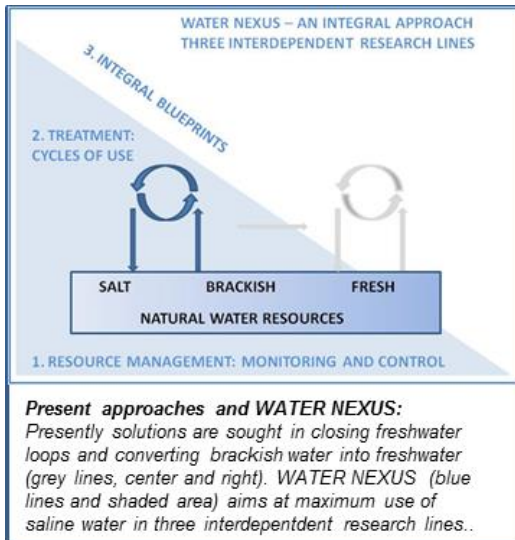 WATER NEXUS – AN INTEGRAL APPROACH
THREE INTERDEPENDENT RESEARCH LINES
3. INTEGRAL BLUEPRINTS
2. TREATMENT:
CYCLES OF USE
SALT BRACKISH FRESH
NATURAL WATER RESOURCES
1. RESOURCE MANAGEMENT: MONITORING AND CONTROL
Present approaches and WATER NEXUS:
Presently solutions are sought in closing freshwater
loops and converting brackish water into freshwater
(grey lines, center and right). WATER NEXUS (blue
lines and shaded area) aims at maximum use of
saline water in three interdepentdent research lines..